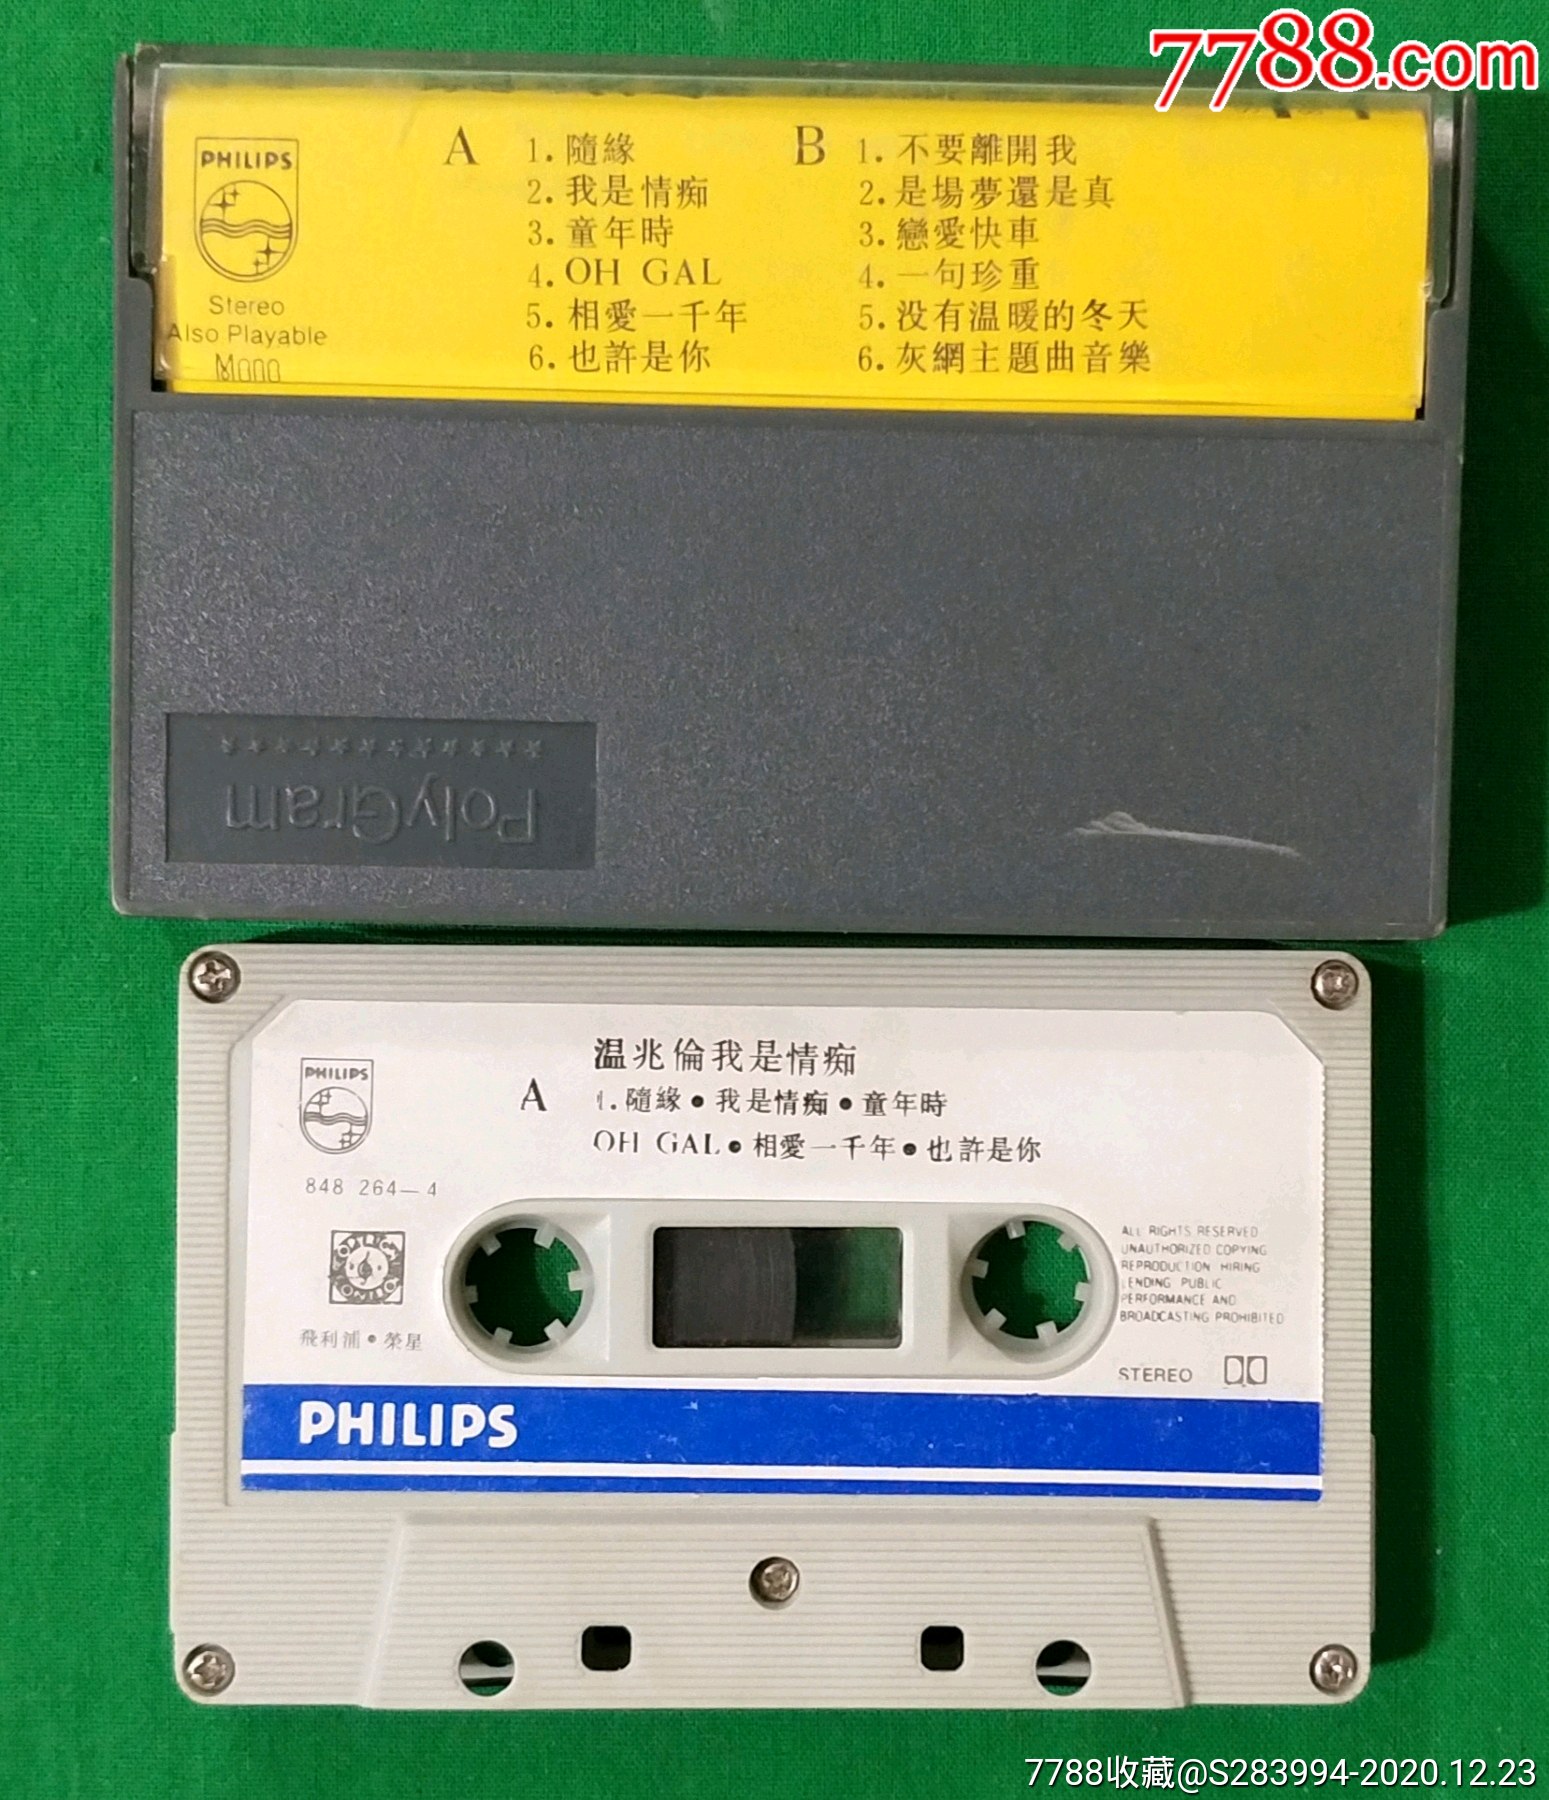 7788.com
PHILIPS
Stereo
Also Playable
Mono
A
1. 隨緣
2. 我是情痴
3. 童年時
4. OH GAL
5. 相愛一千年
6. 也許是你
B
1. 不要離開我
2. 是場夢還是真
3. 戀愛快車
4. 一句珍重
5. 没有温暖的冬天
6. 灰網主題曲音樂
PolyGram
PHILIPS
848 264—4
飛利浦•榮星
温兆倫我是情痴
A
1. 隨緣•我是情痴•童年時
OH GAL•相愛一千年•也許是你
ALL RIGHTS RESERVED
UNAUTHORIZED COPYING
REPRODUCTION HIRING
LENDING PUBLIC
PERFORMANCE AND
BROADCASTING PROHIBITED
STEREO
PHILIPS
7788收藏@S283994-2020.12.23